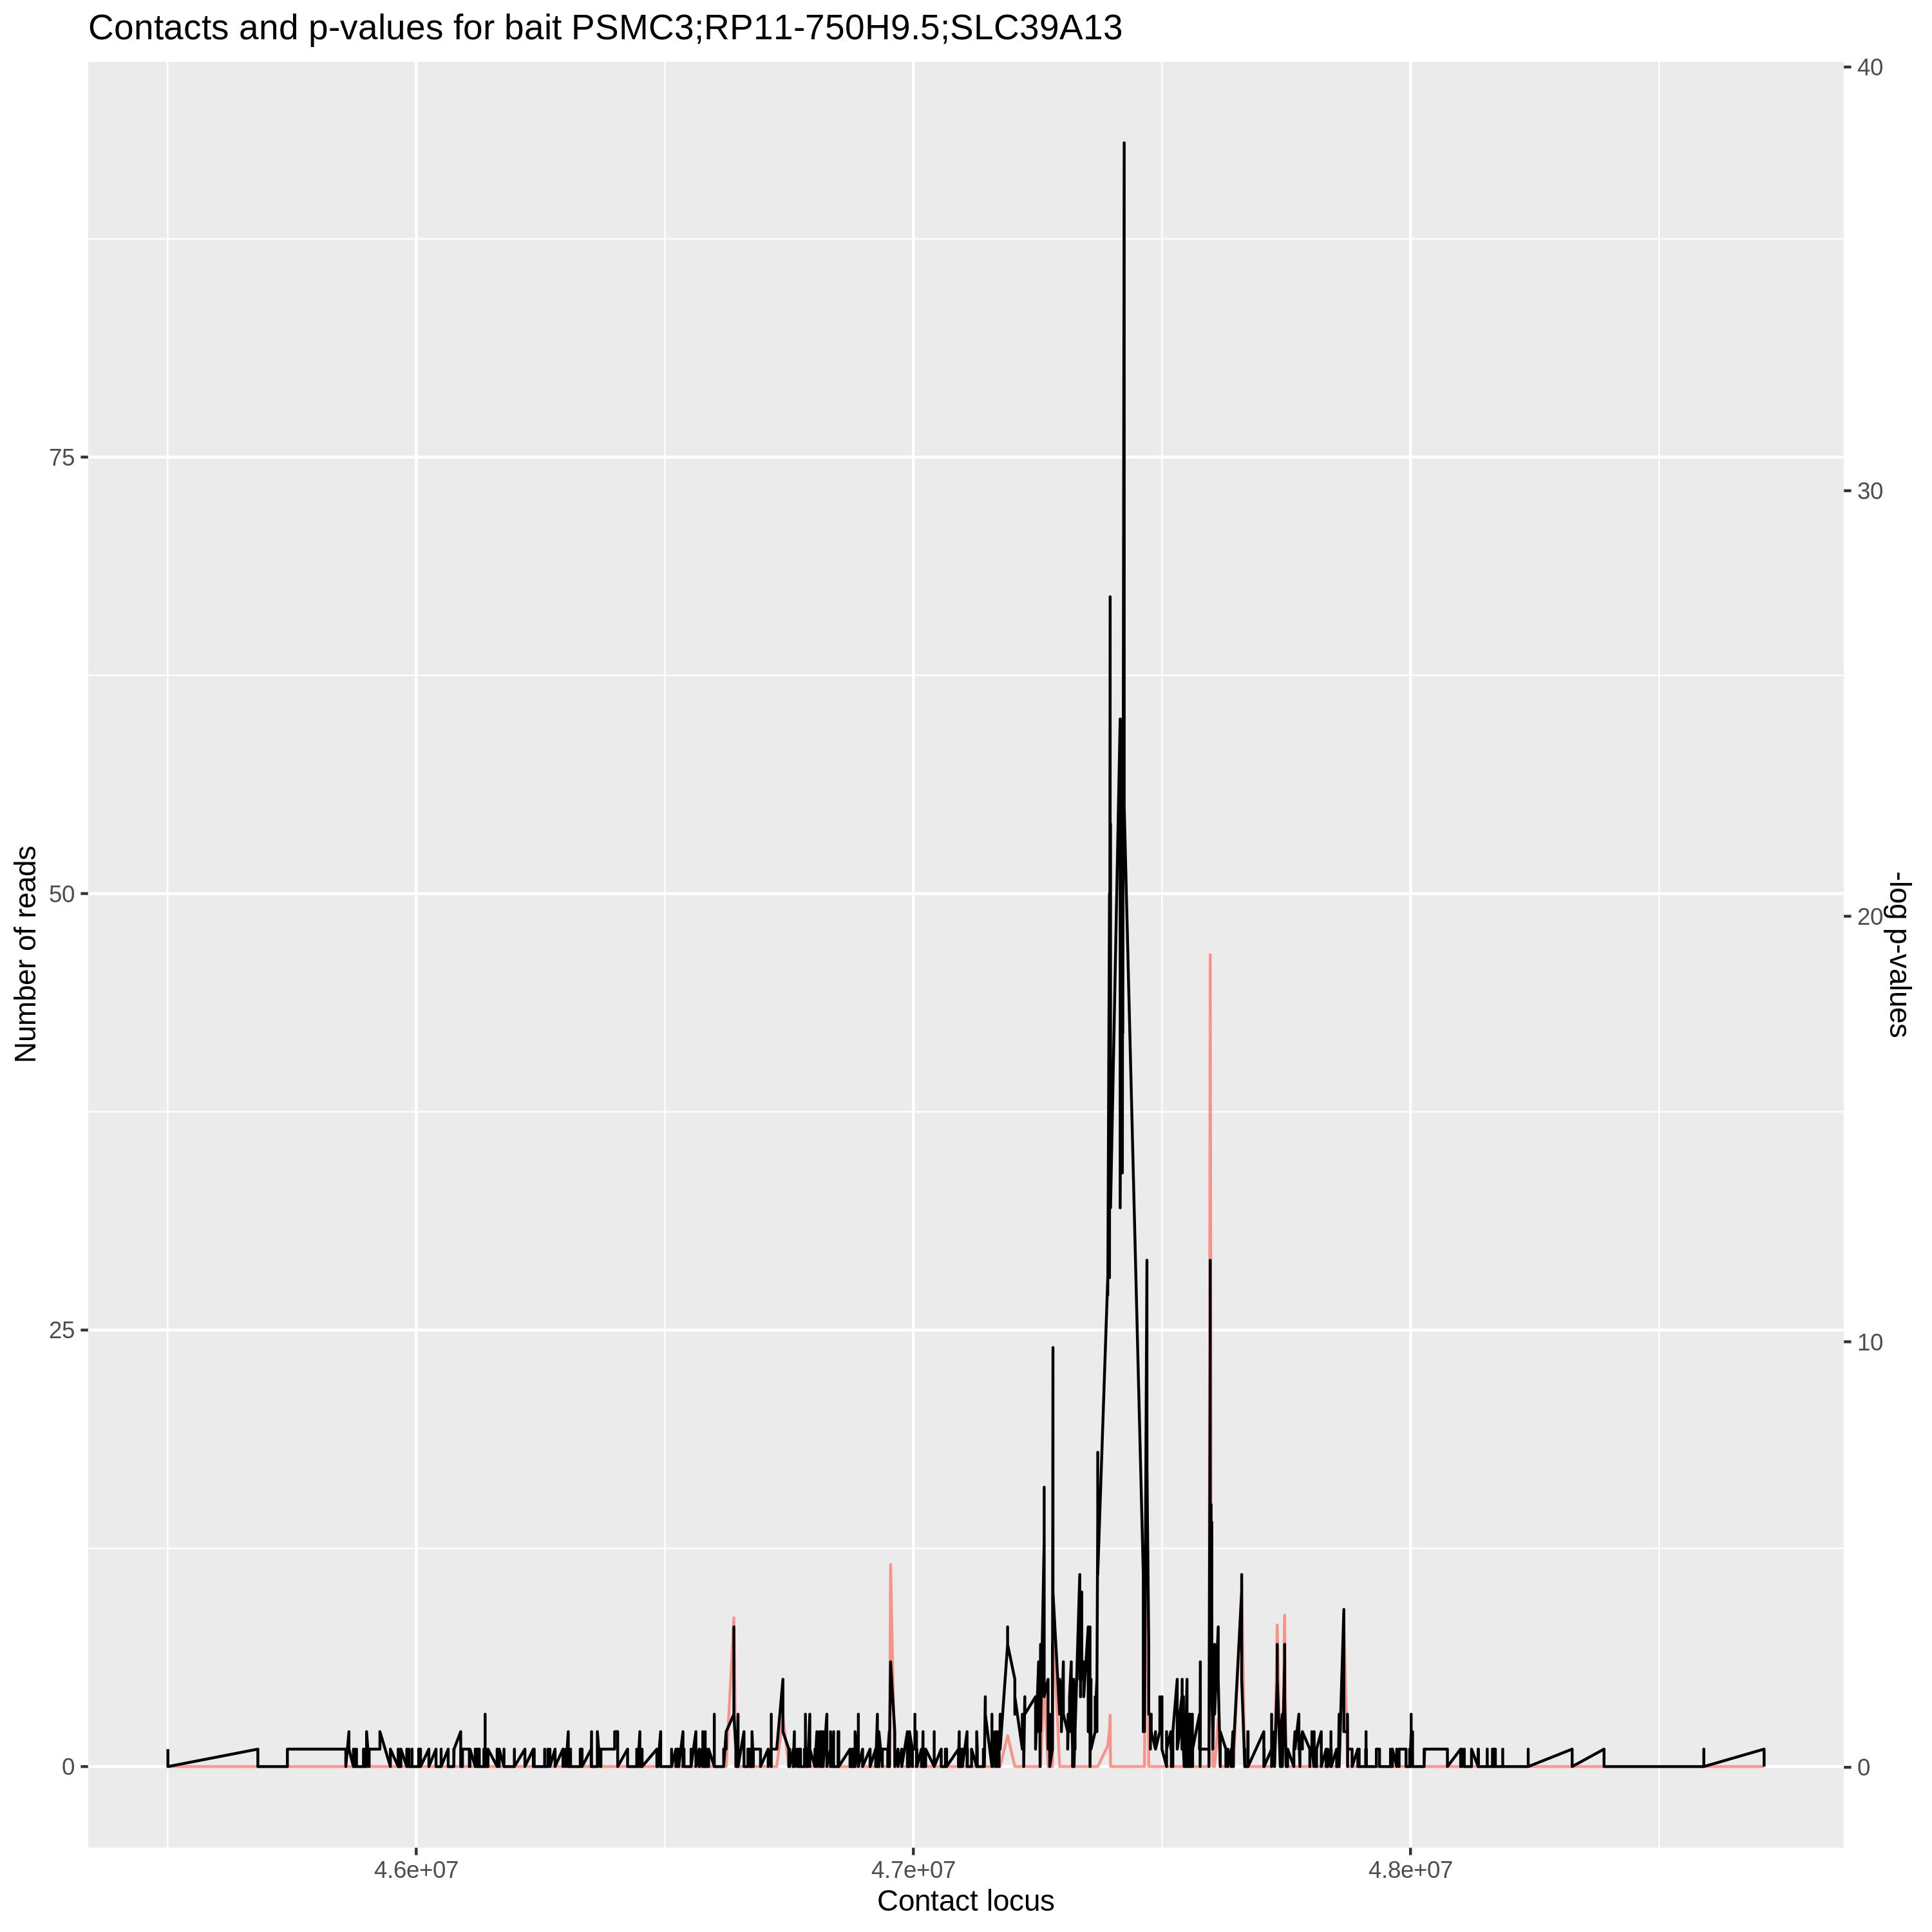 Contacts and p-values for bait PSMC3;RP11-750H9.5;SLC39A13
40
75
30
Number of reads
50
20
-log p-values
25
10
0
0
4.6e+07
4.7e+07
4.8e+07
Contact locus